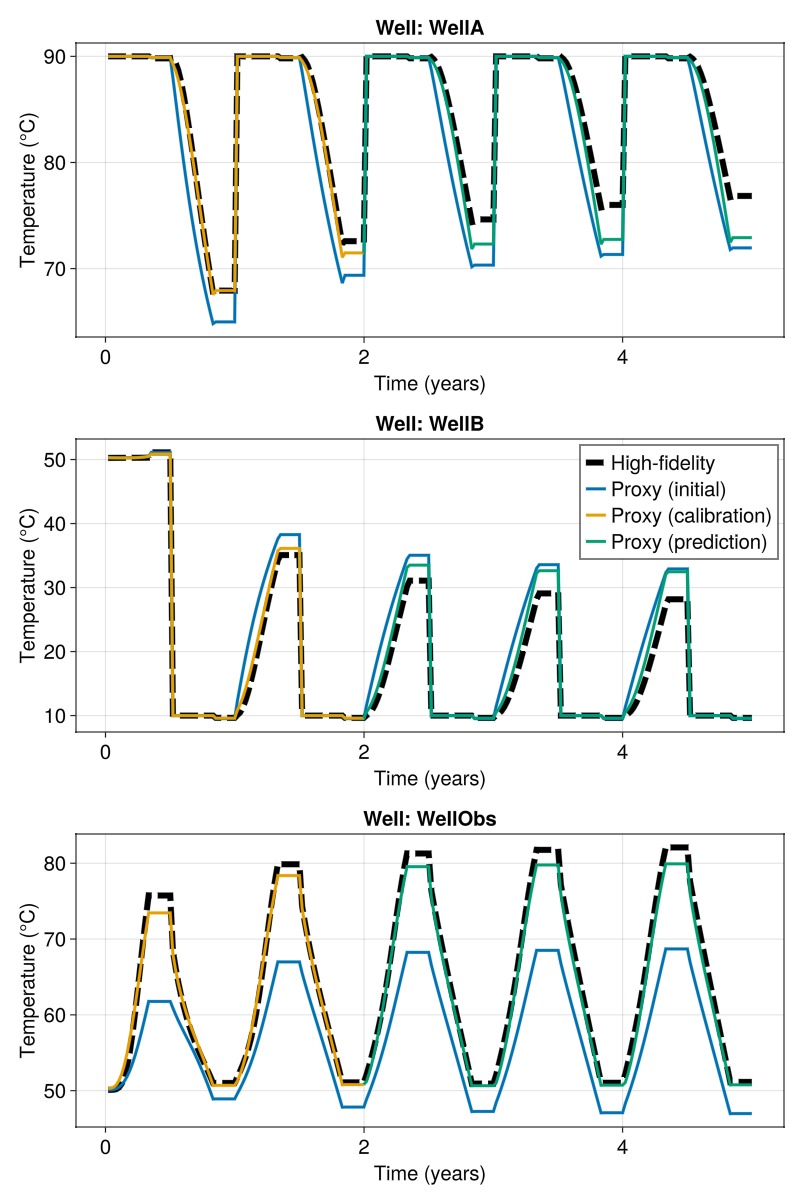 Well: WellA
90
80
70
Temperature (°C)
0 2 4
Time (years)
Well: WellB
50
40
30
20
10
Temperature (°C)
High-fidelity
Proxy (initial)
Proxy (calibration)
Proxy (prediction)
0 2 4
Time (years)
Well: WellObs
80
70
60
50
Temperature (°C)
0 2 4
Time (years)